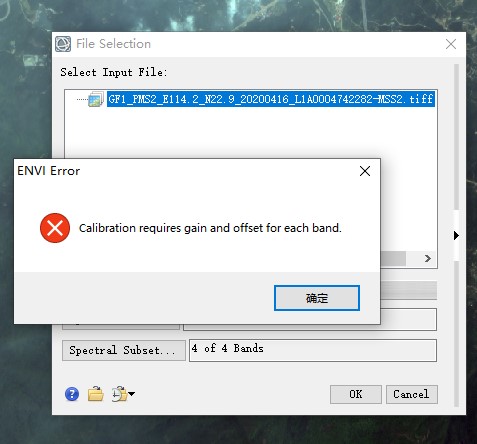 File Selection
Select Input File:
GF1_PMS2_E114.2_N22.9_20200416_L1A0004742282-MSS2.tiff
ENVI Error
Calibration requires gain and offset for each band.
确定
Spectral Subset...
4 of 4 Bands
?
OK
Cancel